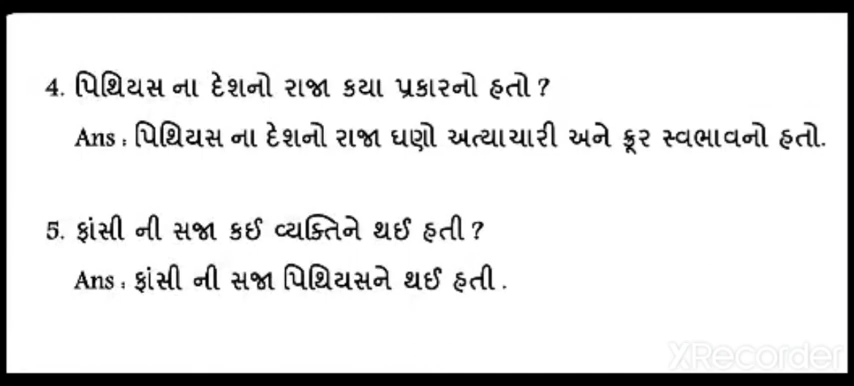 4. પિથિયસ ના દેશનો રાજા કયા પ્રકારનો હતો ?
Ans : પિથિયસ ના દેશનો રાજા ઘણો અત્યાચારી અને ક્રૂર સ્વભાવનો હતો.
5. ફાંસી ની સજા કઈ વ્યક્તિને થઈ હતી ?
Ans : ફાંસી ની સજા પિથિયસને થઈ હતી .
XRecorder